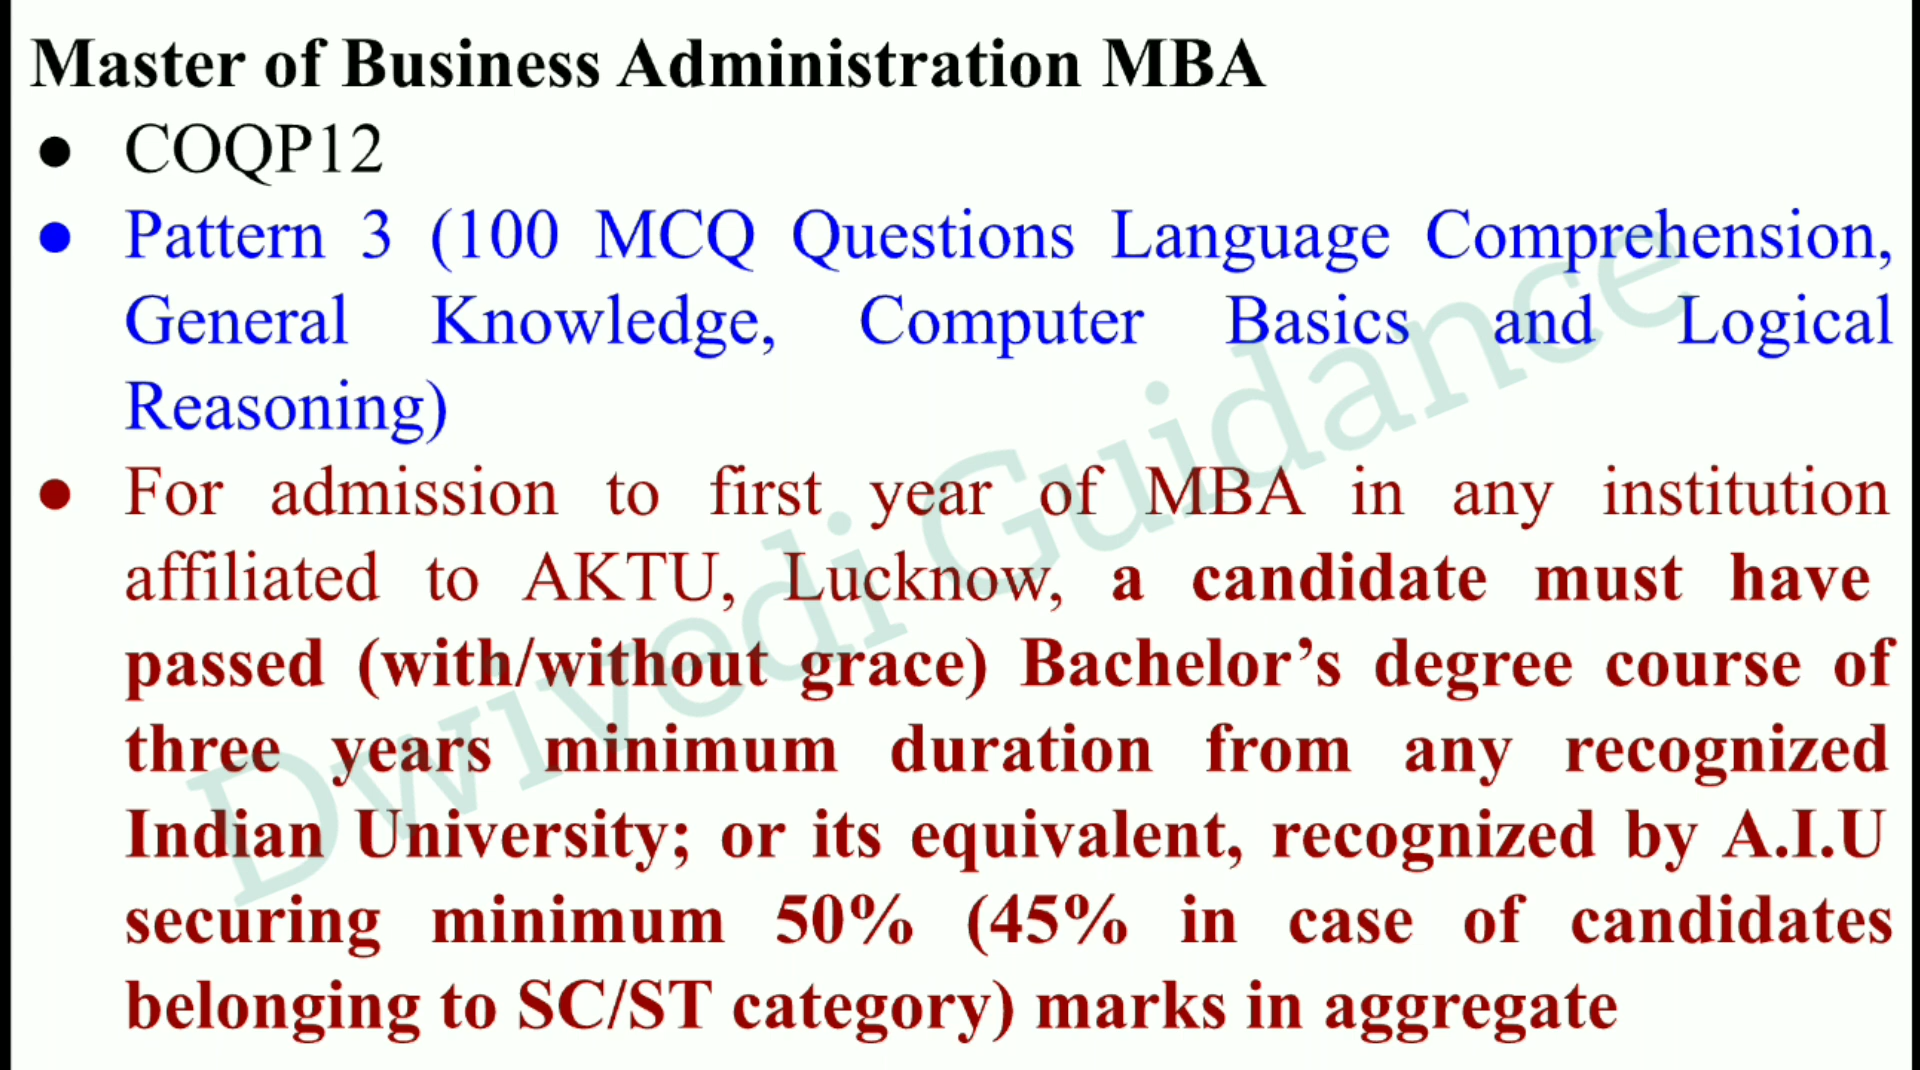 Master of Business Administration MBA
● COQP12
● Pattern 3 (100 MCQ Questions Language Comprehension,
General Knowledge, Computer Basics and Logical
Reasoning)
● For admission to first year of MBA in any institution
affiliated to AKTU, Lucknow, a candidate must have
passed (with/without grace) Bachelor’s degree course of
three years minimum duration from any recognized
Indian University; or its equivalent, recognized by A.I.U
securing minimum 50% (45% in case of candidates
belonging to SC/ST category) marks in aggregate
Dwivedi Guidance